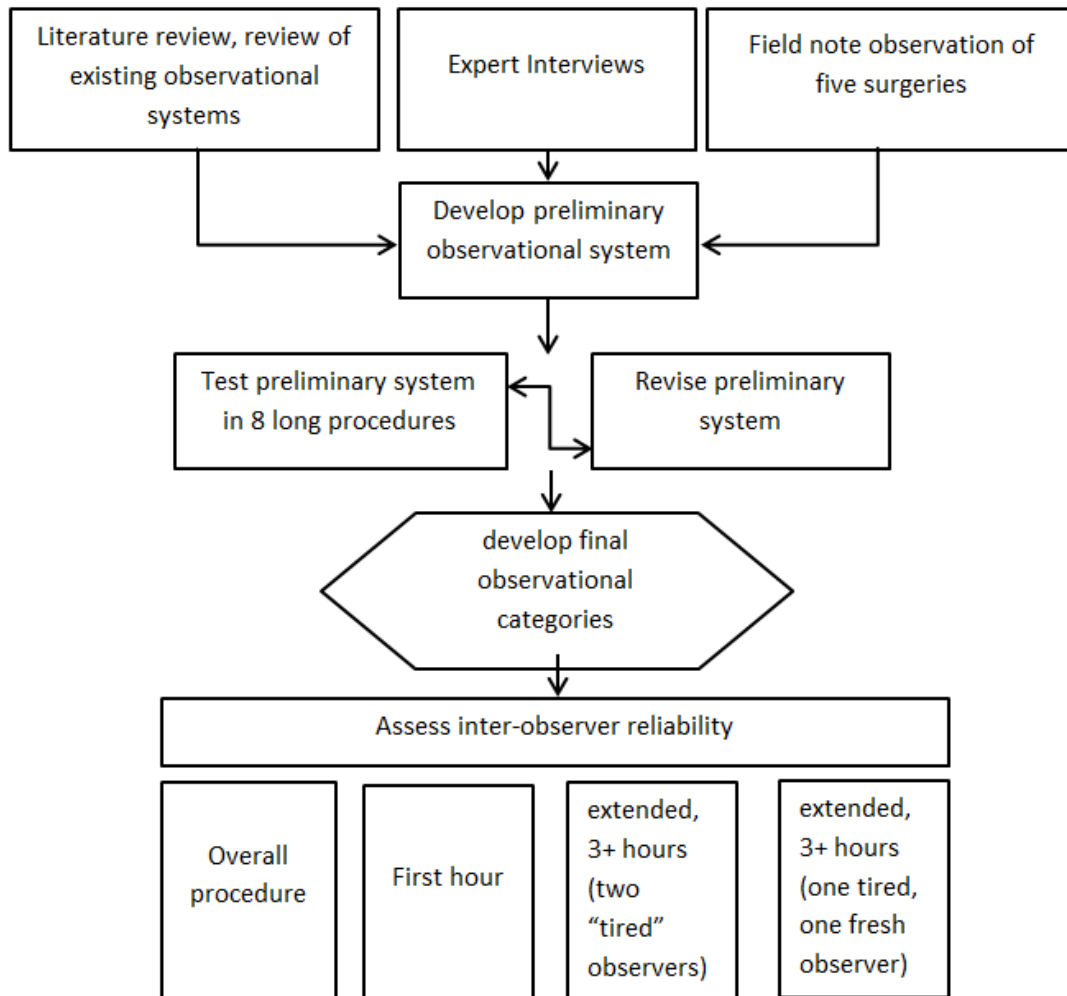 Literature review, review of
existing observational
systems
Expert Interviews
Field note observation of
five surgeries
Develop preliminary
observational system
Test preliminary system
in 8 long procedures
Revise preliminary
system
develop final
observational
categories
Assess inter-observer reliability
Overall
procedure
First hour
extended,
3+ hours
(two
“tired”
observers)
extended,
3+ hours
(one tired,
one fresh
observer)